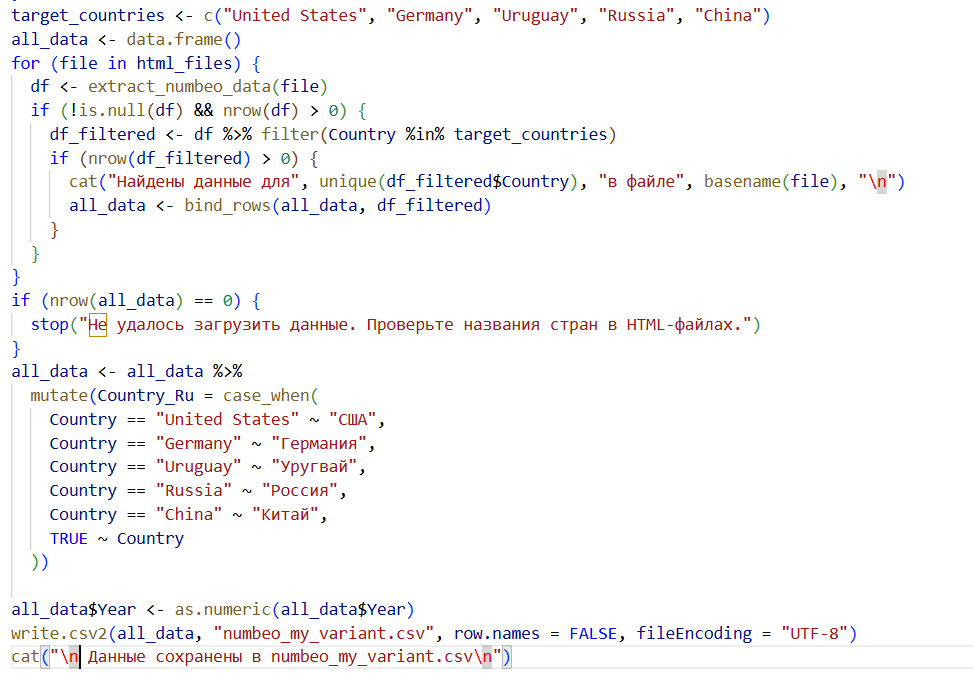 target_countries <- c("United States", "Germany", "Uruguay", "Russia", "China")
all_data <- data.frame()
for (file in html_files) {
  df <- extract_numbeo_data(file)
  if (!is.null(df) && nrow(df) > 0) {
    df_filtered <- df %>% filter(Country %in% target_countries)
    if (nrow(df_filtered) > 0) {
      cat("Найдены данные для", unique(df_filtered$Country), "в файле", basename(file), "\n")
      all_data <- bind_rows(all_data, df_filtered)
    }
  }
}
if (nrow(all_data) == 0) {
  stop("Не удалось загрузить данные. Проверьте названия стран в HTML-файлах.")
}
all_data <- all_data %>%
  mutate(Country_Ru = case_when(
    Country == "United States" ~ "США",
    Country == "Germany" ~ "Германия",
    Country == "Uruguay" ~ "Уругвай",
    Country == "Russia" ~ "Россия",
    Country == "China" ~ "Китай",
    TRUE ~ Country
  ))
all_data$Year <- as.numeric(all_data$Year)
write.csv2(all_data, "numbeo_my_variant.csv", row.names = FALSE, fileEncoding = "UTF-8")
cat("\n Данные сохранены в numbeo_my_variant.csv\n")